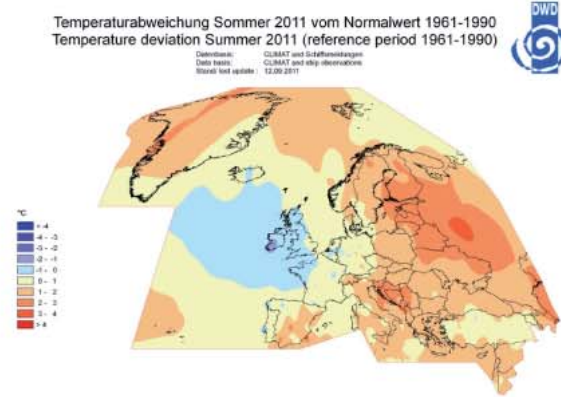 Temperaturabweichung Sommer 2011 vom Normalwert 1961-1990
Temperature deviation Summer 2011 (reference period 1961-1990)
Datenbasis: CLIMAT und Schiffsmeldungen
Data basis: CLIMAT and ship observations
Stand/ last update : 12.09.2011
DWD
°C
< -4
-4 - -3
-3 - -2
-2 - -1
-1 - 0
0 - 1
1 - 2
2 - 3
3 - 4
> 4